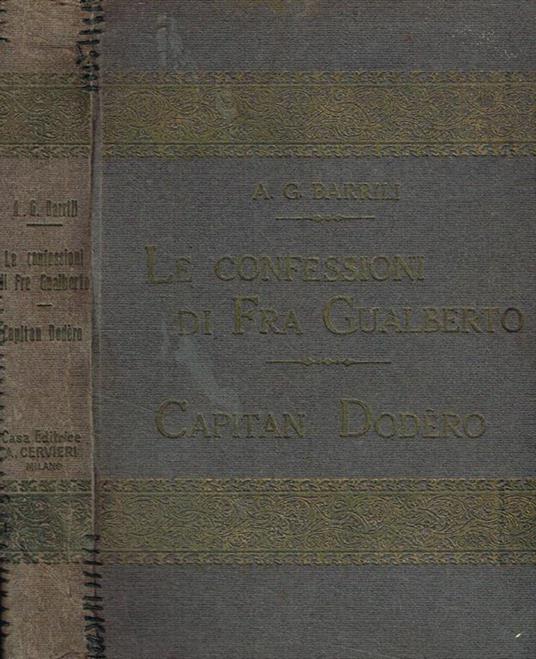 A. G. Barrili
Le confessioni
di Fre Gualberto
Capitan Dodèro
Casa Editrice
A. CERVIERI
MILANO
A. G. BARRILI
LE CONFESSIONI
DI FRA GUALBERTO
CAPITAN DODÈRO